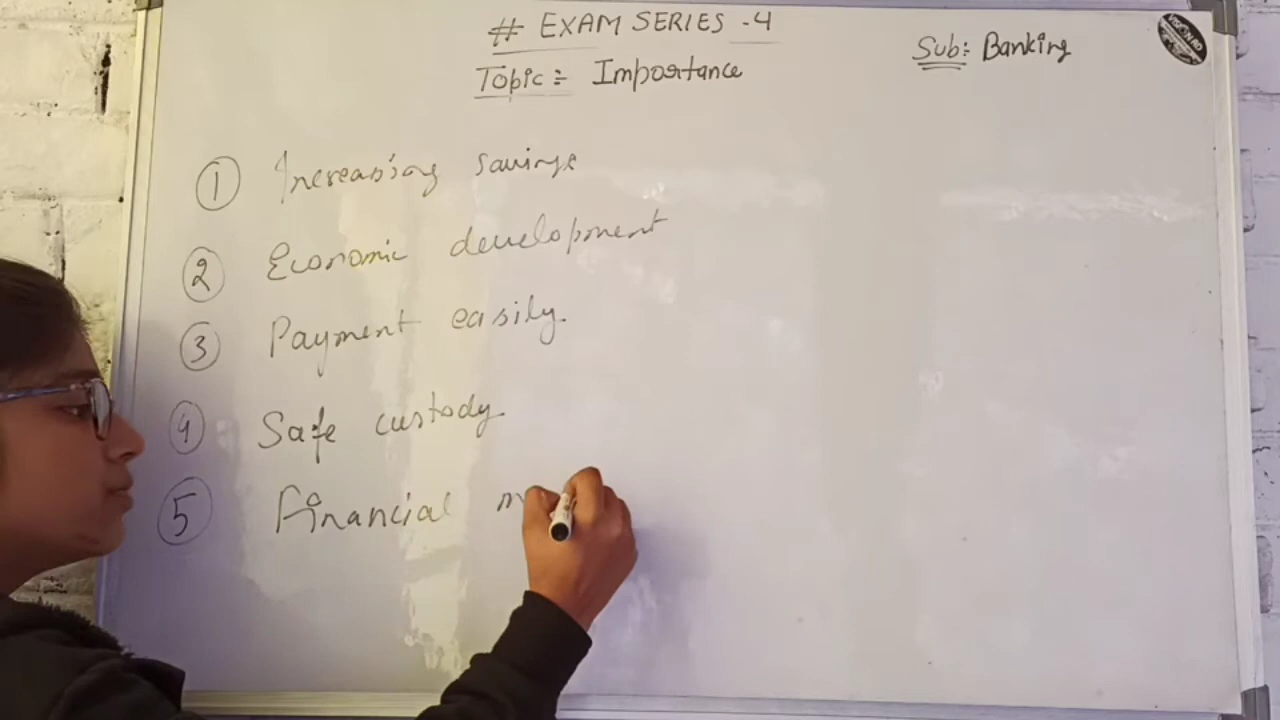 # EXAM SERIES - 4
Sub:- Banking
Topic :- Importance
① Increasing savings
② Economic development
③ Payment easily
④ Safe custody
⑤ Financial